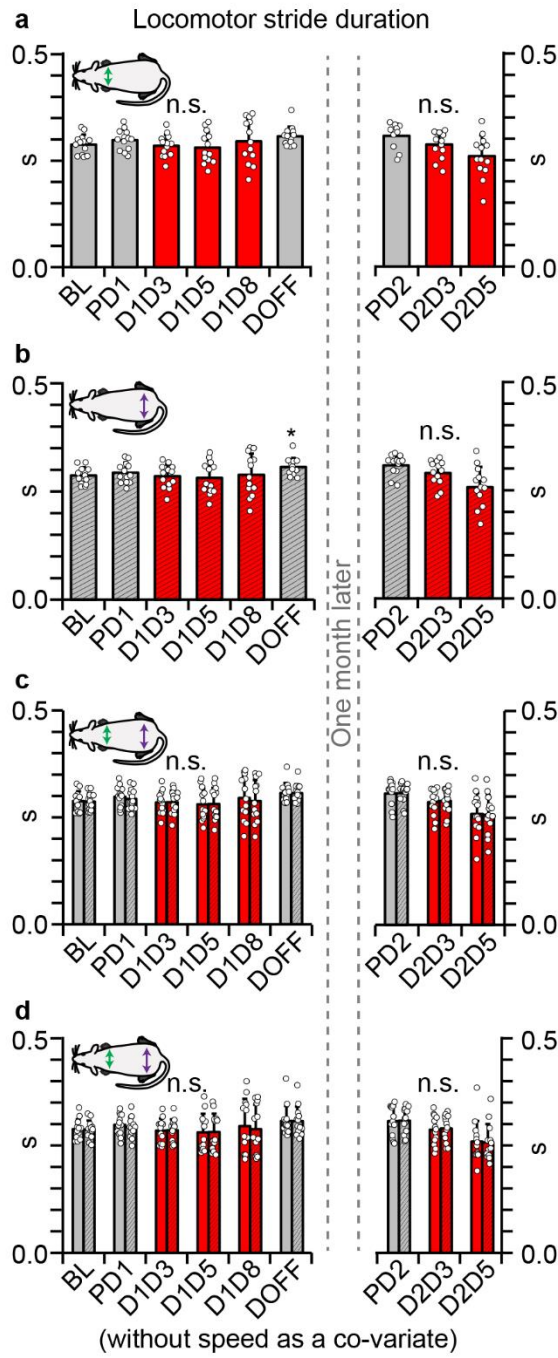 a Locomotor stride duration
0.5 0.5
n.s. n.s.
s s
0.0 0.0
BL PD1 D1D3 D1D5 D1D8 DOFF PD2 D2D3 D2D5
b
0.5 0.5
* n.s.
s s
0.0 0.0
BL PD1 D1D3 D1D5 D1D8 DOFF PD2 D2D3 D2D5
One month later
c
0.5 0.5
n.s. n.s.
s s
0.0 0.0
BL PD1 D1D3 D1D5 D1D8 DOFF PD2 D2D3 D2D5
d
0.5 0.5
n.s. n.s.
s s
0.0 0.0
BL PD1 D1D3 D1D5 D1D8 DOFF PD2 D2D3 D2D5
(without speed as a co-variate)